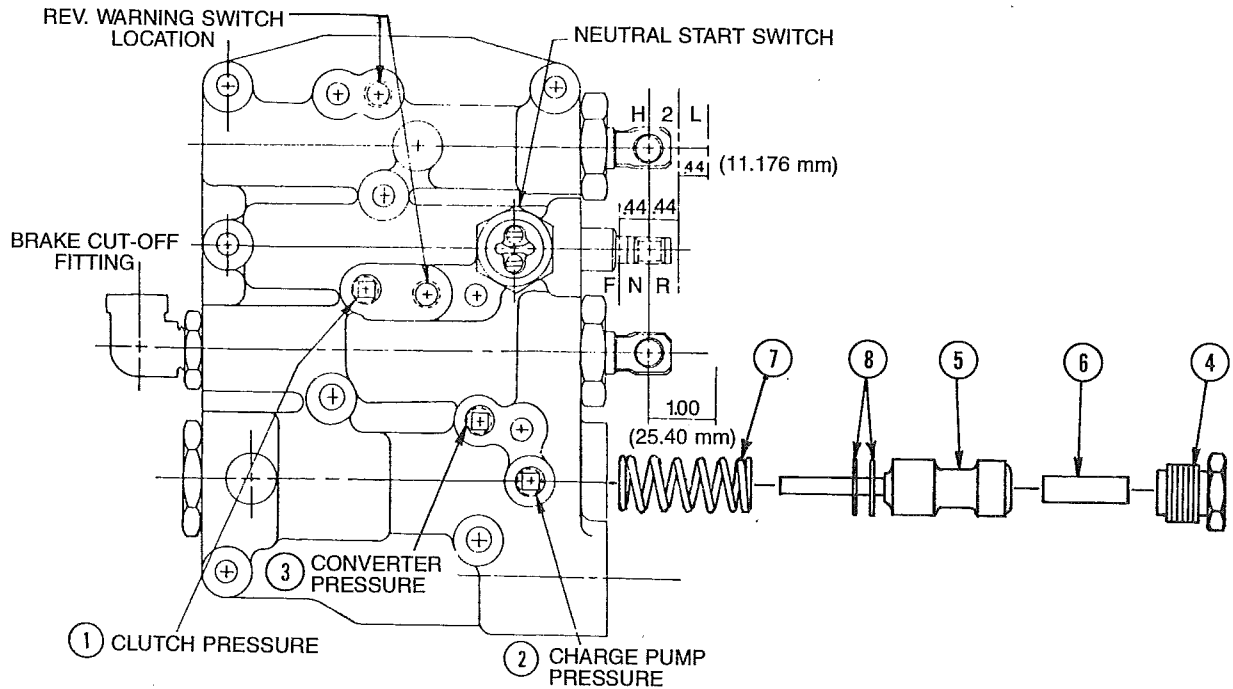 REV. WARNING SWITCH
LOCATION
NEUTRAL START SWITCH
H 2 L
.44 (11.176 mm)
.44 .44
BRAKE CUT-OFF
FITTING
F N R
7 8 5 6 4
1.00
(25.40 mm)
3 CONVERTER
PRESSURE
1 CLUTCH PRESSURE
2 CHARGE PUMP
PRESSURE